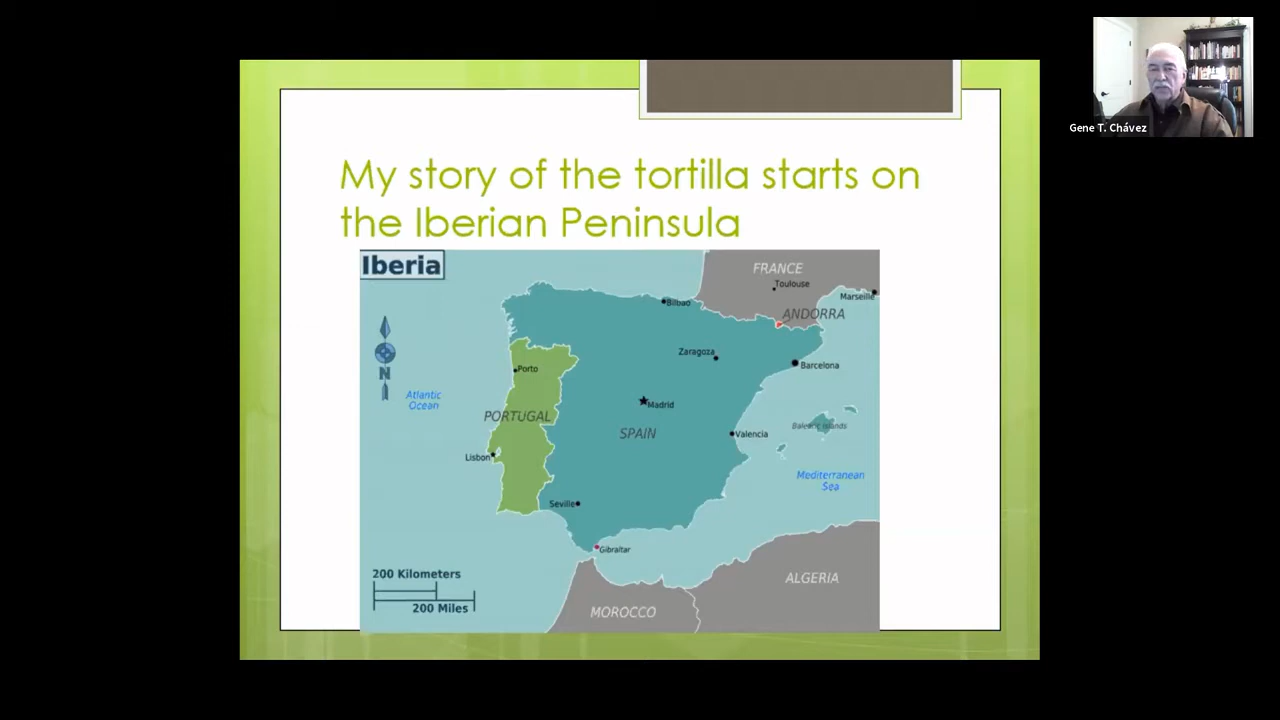 My story of the tortilla starts on
the Iberian Peninsula
Iberia
FRANCE
Toulouse
Marseille
ANDORRA
Bilbao
Zaragoza
Barcelona
Porto
N
Atlantic
Ocean
PORTUGAL
Madrid
SPAIN
Valencia
Balearic Islands
Lisbon
Mediterranean
Sea
Seville
Gibraltar
200 Kilometers
200 Miles
ALGERIA
MOROCCO
Gene T. Chávez